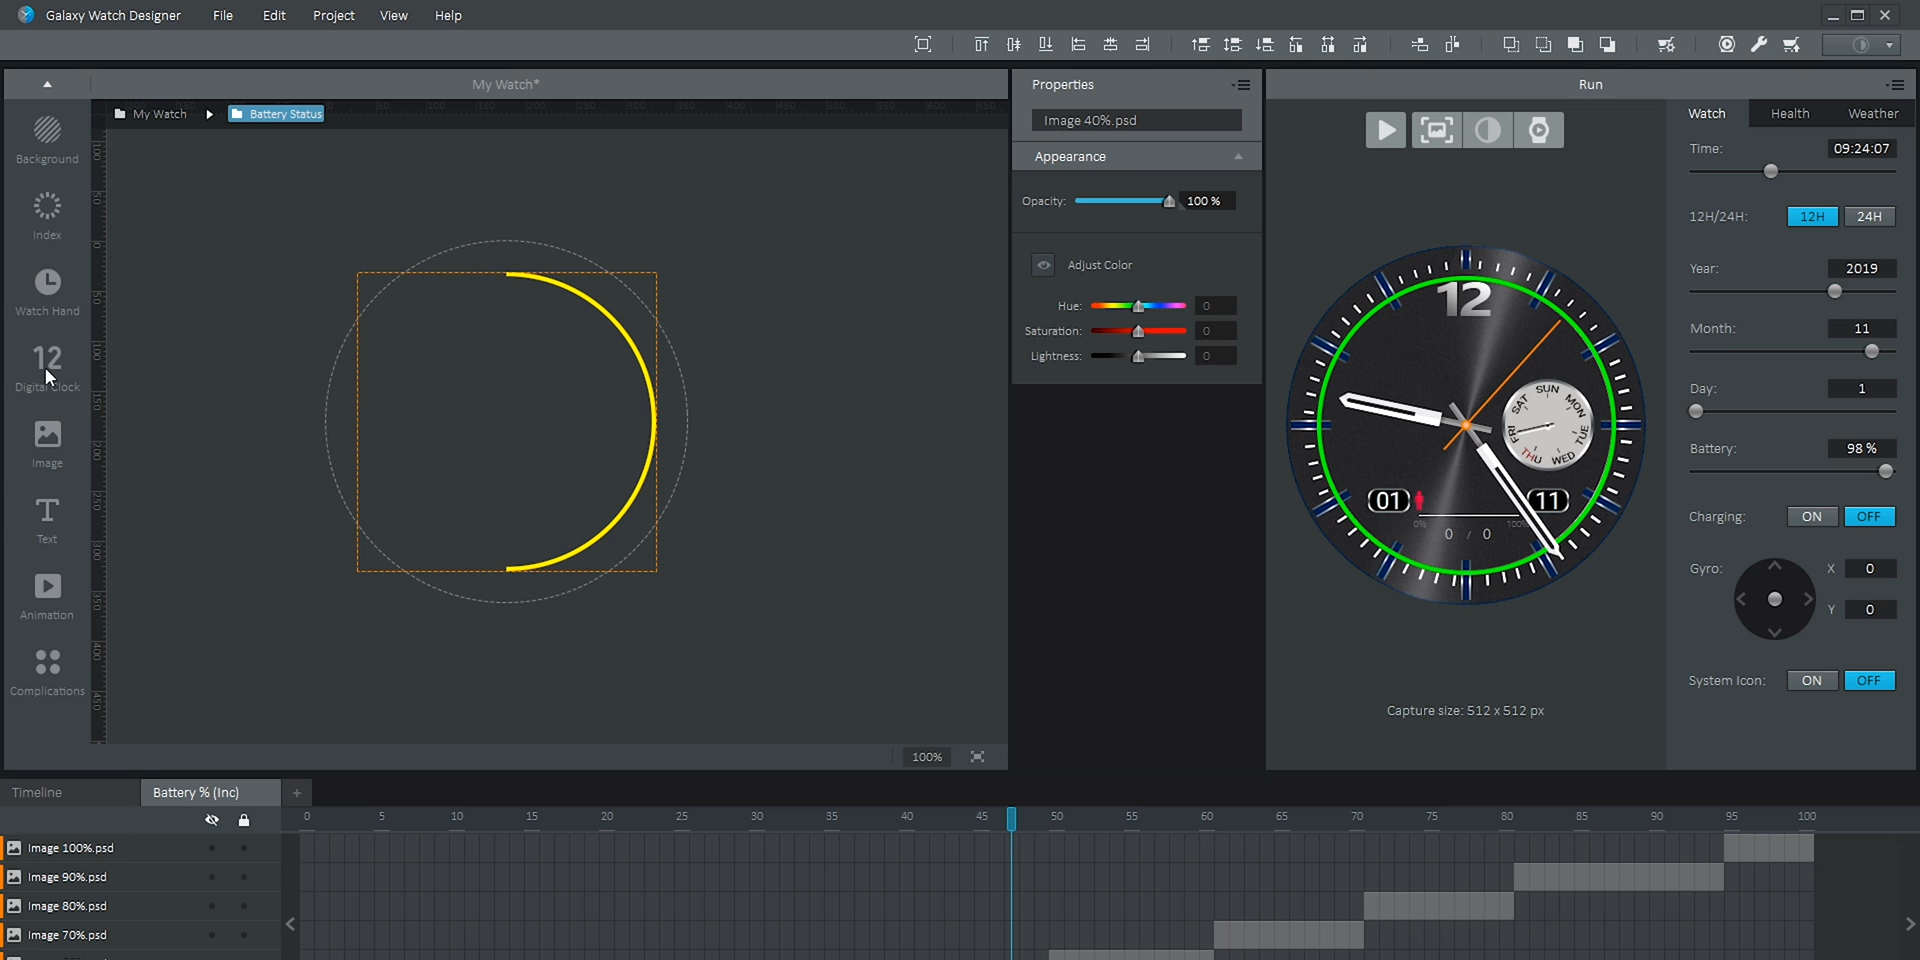 Galaxy Watch Designer File Edit Project View Help
My Watch*
Properties
Run
My Watch Battery Status
Image 40%.psd
Watch Health Weather
Background
Index
Watch Hand
12
Digital Clock
Image
T
Text
Animation
Complications
Appearance
Opacity: 100 %
Adjust Color
Hue: 0
Saturation: 0
Lightness: 0
12
SUN
MON
TUE
WED
THU
FRI
SAT
01
11
0% 100%
0 / 0
Capture size: 512 x 512 px
Time: 09:24:07
12H/24H: 12H 24H
Year: 2019
Month: 11
Day: 1
Battery: 98 %
Charging: ON OFF
Gyro: X 0
Y 0
System Icon: ON OFF
100%
Timeline Battery % (Inc) +
0 5 10 15 20 25 30 35 40 45 50 55 60 65 70 75 80 85 90 95 100
Image 100%.psd
Image 90%.psd
Image 80%.psd
Image 70%.psd